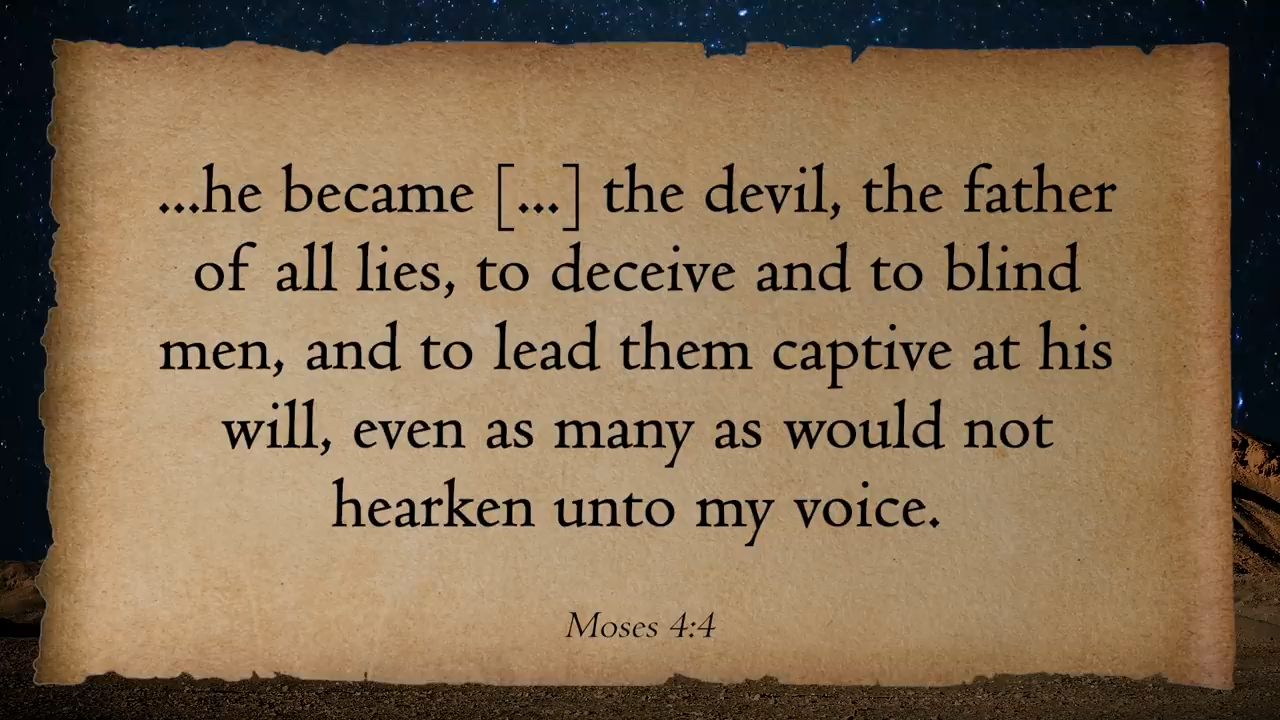 ...he became [...] the devil, the father
of all lies, to deceive and to blind
men, and to lead them captive at his
will, even as many as would not
hearken unto my voice.
Moses 4:4